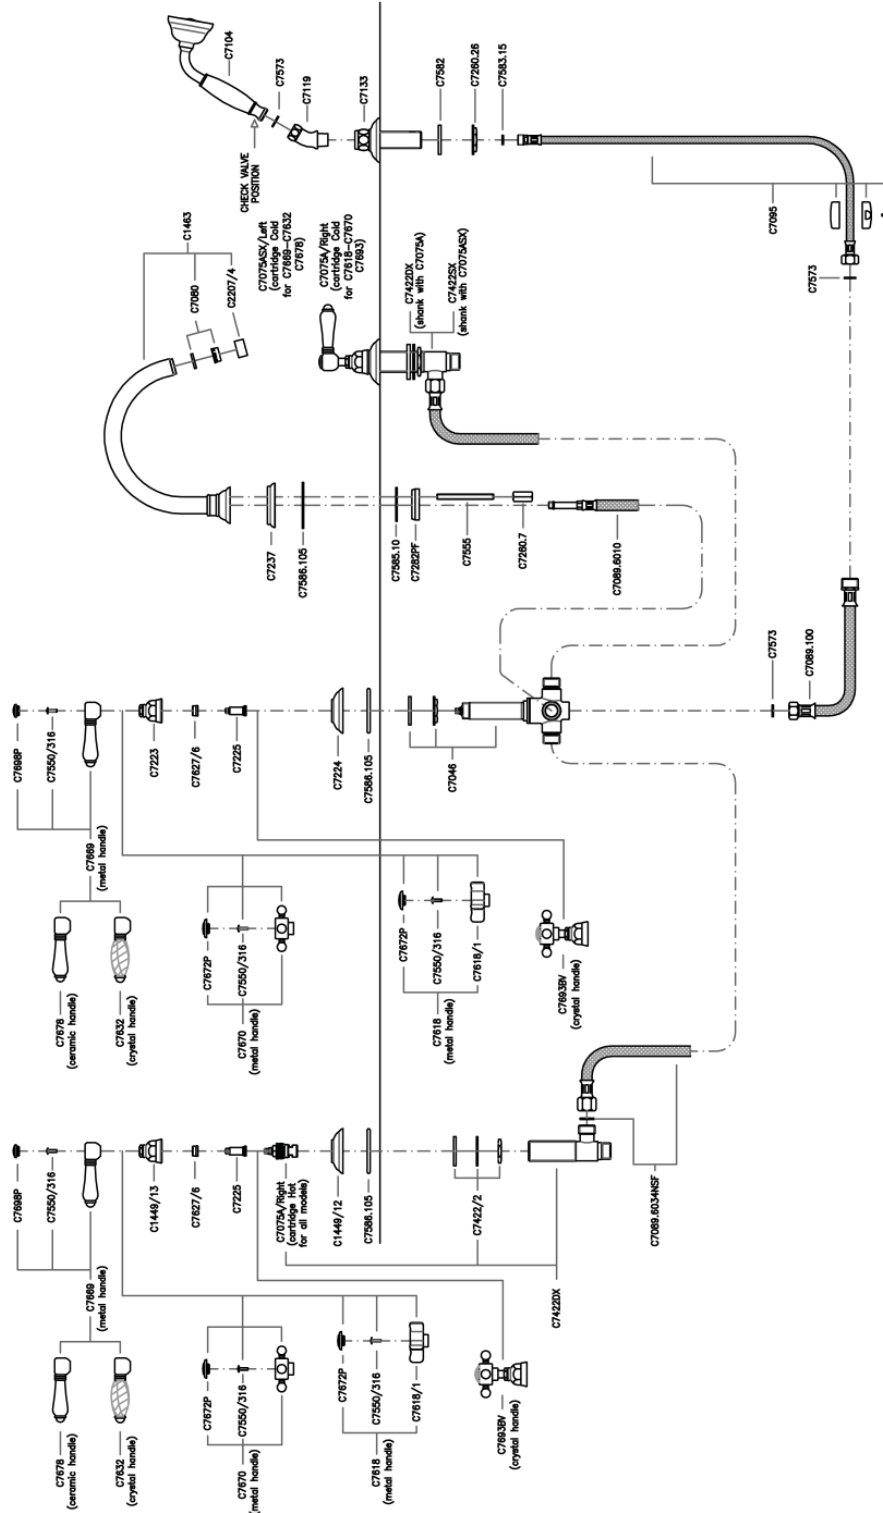 C7104
C7573
C7119
C7133
C7582
C7260.26
C7583.15
CHECK VALVE
POSITION
C7095
C7573
C1463
C7080
C2207/4
C7075ASX/Left
(cartridge Cold
for C7669-C7632
C7678)
C7075A/Right
(cartridge Cold
for C7618-C7670
C7693)
C7422DX
(shank with C7075A)
C7422SX
(shank with C7075ASX)
C7237
C7586.105
C7585.10
C7282PF
C7555
C7260.7
C7089.6010
C7698P
C7550/316
C7223
C7627/6
C7225
C7224
C7586.105
C7046
C7573
C7089.100
C7669
(metal handle)
C7678
(ceramic handle)
C7632
(crystal handle)
C7672P
C7550/316
C7670
(metal handle)
C7672P
C7550/316
C7618/1
C7618
(metal handle)
C7693BV
(crystal handle)
C7698P
C7550/316
C1449/13
C7627/6
C7225
C7075A/Right
(cartridge Hot
for all models)
C1449/12
C7586.105
C7422/2
C7422DX
C7089.6034NSF
C7669
(metal handle)
C7678
(ceramic handle)
C7632
(crystal handle)
C7672P
C7550/316
C7670
(metal handle)
C7672P
C7550/316
C7618/1
C7618
(metal handle)
C7693BV
(crystal handle)